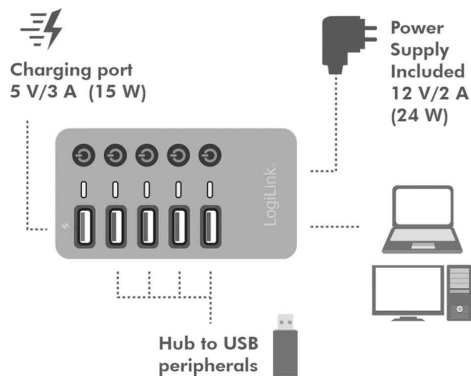 Charging port
5 V/3 A (15 W)
Power
Supply
Included
12 V/2 A
(24 W)
LogiLink
Hub to USB
peripherals